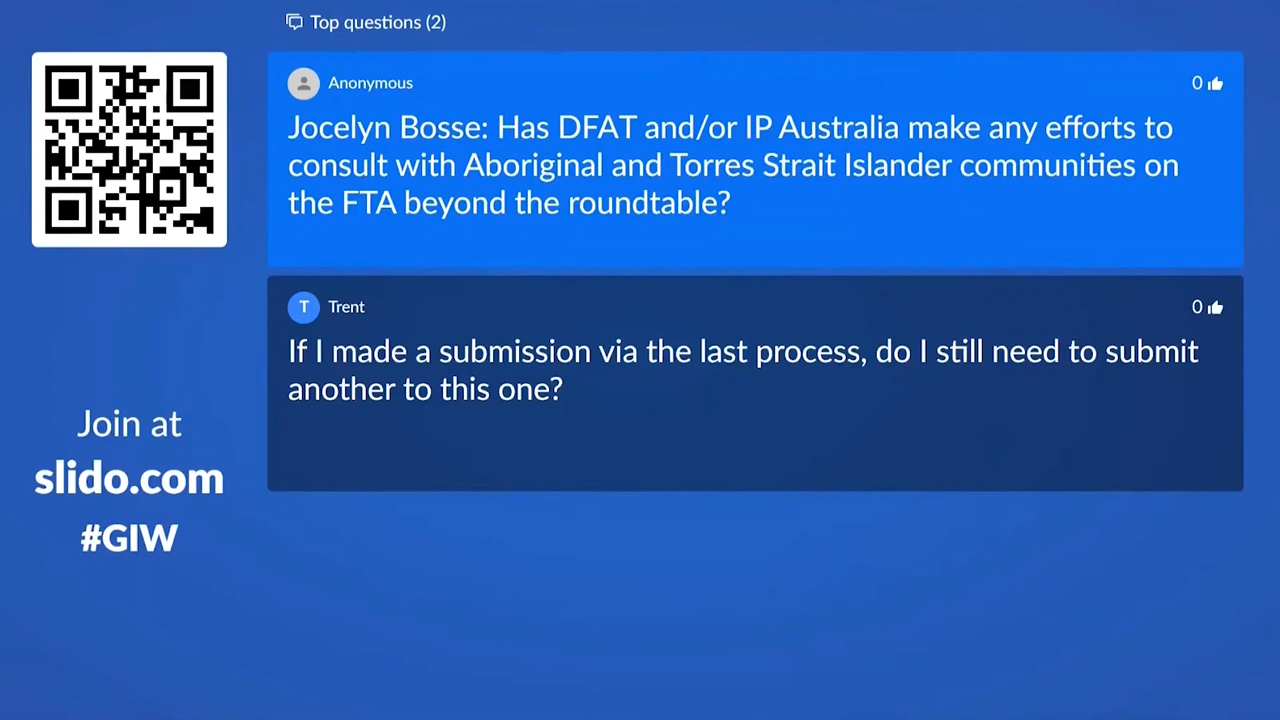 Top questions (2)
Anonymous
0
Jocelyn Bosse: Has DFAT and/or IP Australia make any efforts to
consult with Aboriginal and Torres Strait Islander communities on
the FTA beyond the roundtable?
T
Trent
0
If I made a submission via the last process, do I still need to submit
another to this one?
Join at
slido.com
#GIW